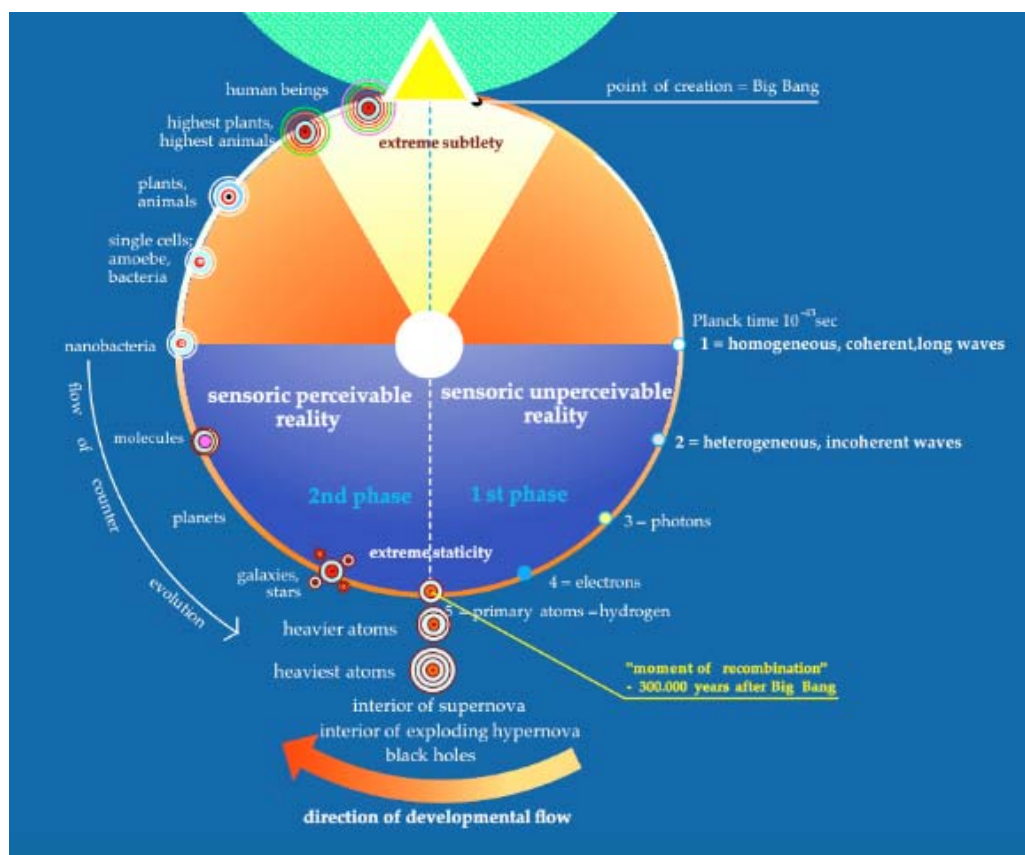 human beings
point of creation = Big Bang
highest plants,
highest animals
extreme subtlety
plants,
animals
single cells;
amoebe,
bacteria
Planck time 10⁻⁴³sec
nanobacteria
1 = homogeneous, coherent,long waves
flow of counter evolution
sensoric perceivable
reality
sensoric unperceivable
reality
molecules
2 = heterogeneous, incoherent waves
2nd phase
1 st phase
planets
3 – photons
extreme staticity
galaxies,
stars
4 = electrons
5 – primary atoms –hydrogen
heavier atoms
heaviest atoms
"moment of recombination"
- 300.000 years after Big Bang
interior of supernova
interior of exploding hypernova
black holes
direction of developmental flow